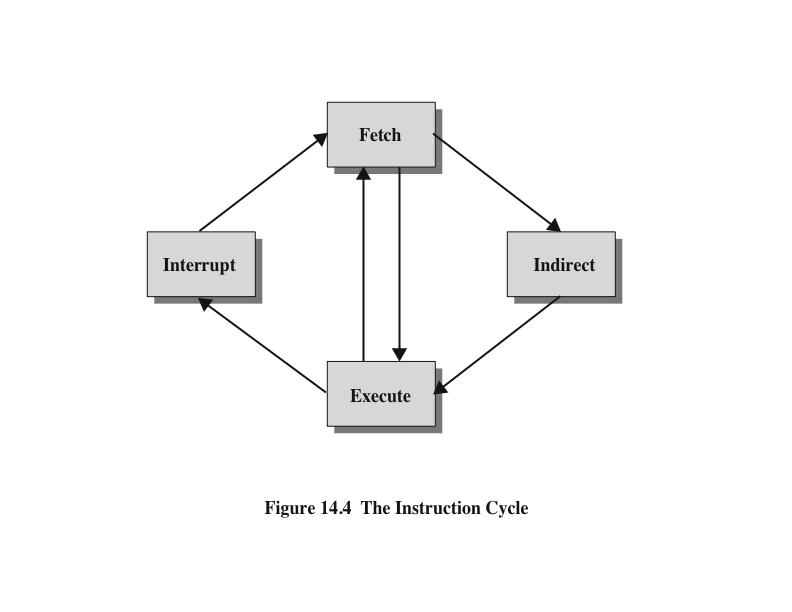 Fetch
Interrupt
Indirect
Execute
Figure 14.4 The Instruction Cycle